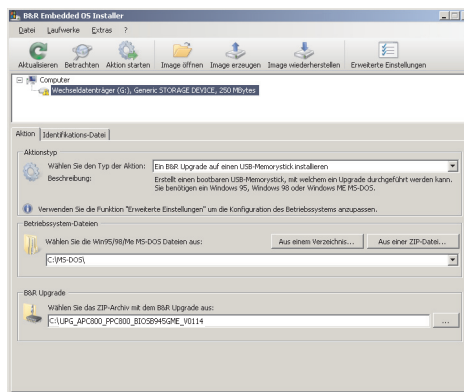 B&R Embedded OS Installer
Datei Laufwerke Extras ?
Aktualisieren Betrachten Aktion starten Image öffnen Image erzeugen Image wiederherstellen Erweiterte Einstellungen
Computer
Wechseldatenträger (G:), Generic STORAGE DEVICE, 250 MBytes
Aktion Identifikations-Datei
Aktionstyp
Wählen Sie den Typ der Aktion: Ein B&R Upgrade auf einen USB-Memorystick installieren
Beschreibung: Erstellt einen bootbaren USB-Memorystick, mit welchem ein Upgrade durchgeführt werden kann.
Sie benötigen ein Windows 95, Windows 98 oder Windows ME MS-DOS.
Verwenden Sie die Funktion "Erweiterte Einstellungen" um die Konfiguration des Betriebssystems anzupassen.
Betriebssystem-Dateien
Wählen Sie die Win95/98/Me MS-DOS Dateien aus: Aus einem Verzeichnis... Aus einer ZIP-Datei...
C:\MS-DOS\
B&R Upgrade
Wählen Sie das ZIP-Archiv mit dem B&R Upgrade aus:
C:\UPG_APC800_PPC800_BIOSB945GME_V0114 ...